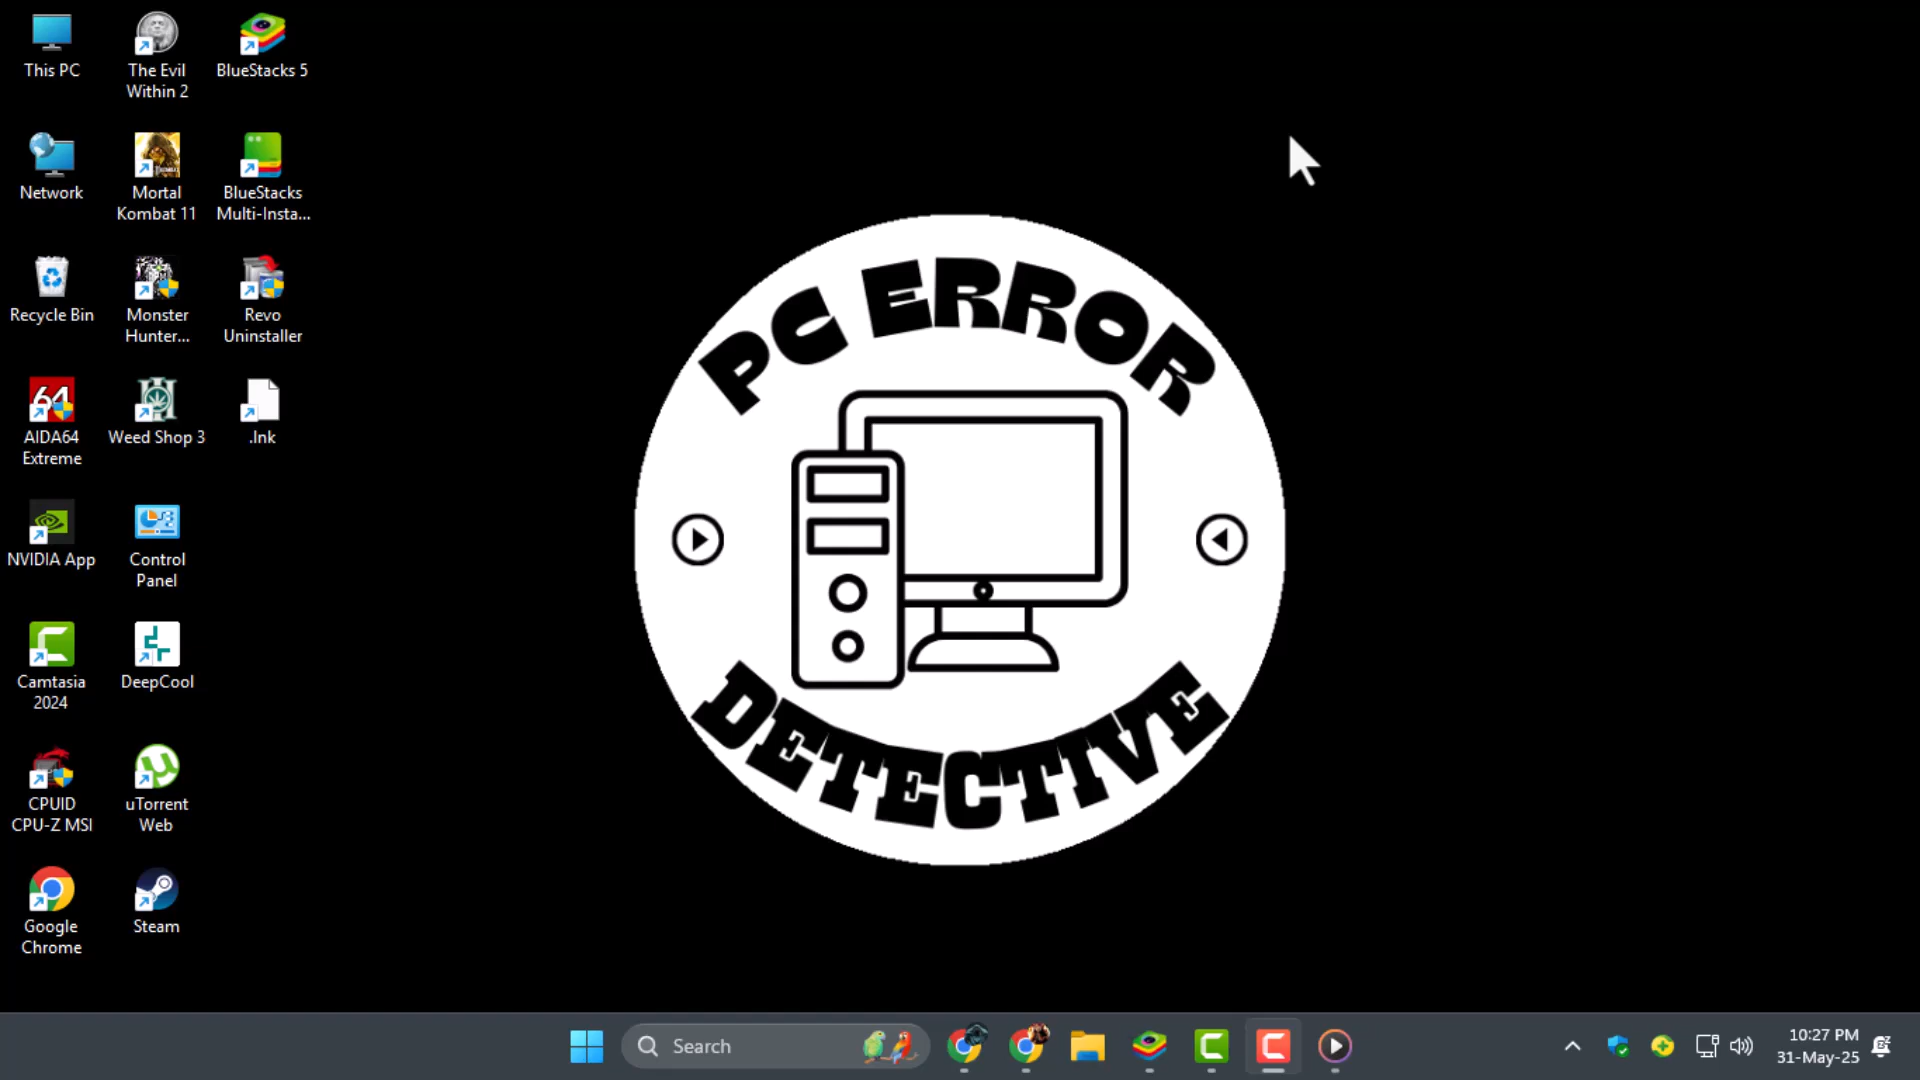 This PC
The Evil
Within 2
BlueStacks 5
Network
Mortal
Kombat 11
BlueStacks
Multi-Insta...
Recycle Bin
Monster
Hunter...
Revo
Uninstaller
64
AIDA64
Extreme
Weed Shop 3
.lnk
NVIDIA App
Control
Panel
Camtasia
2024
DeepCool
CPUID
CPU-Z MSI
uTorrent
Web
Google
Chrome
Steam
PC ERROR
DETECTIVE
Search
10:27 PM
31-May-25